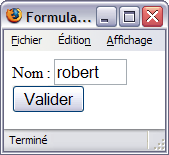 Formula...
Fichier Édition Affichage
Nom : robert
Valider
Terminé